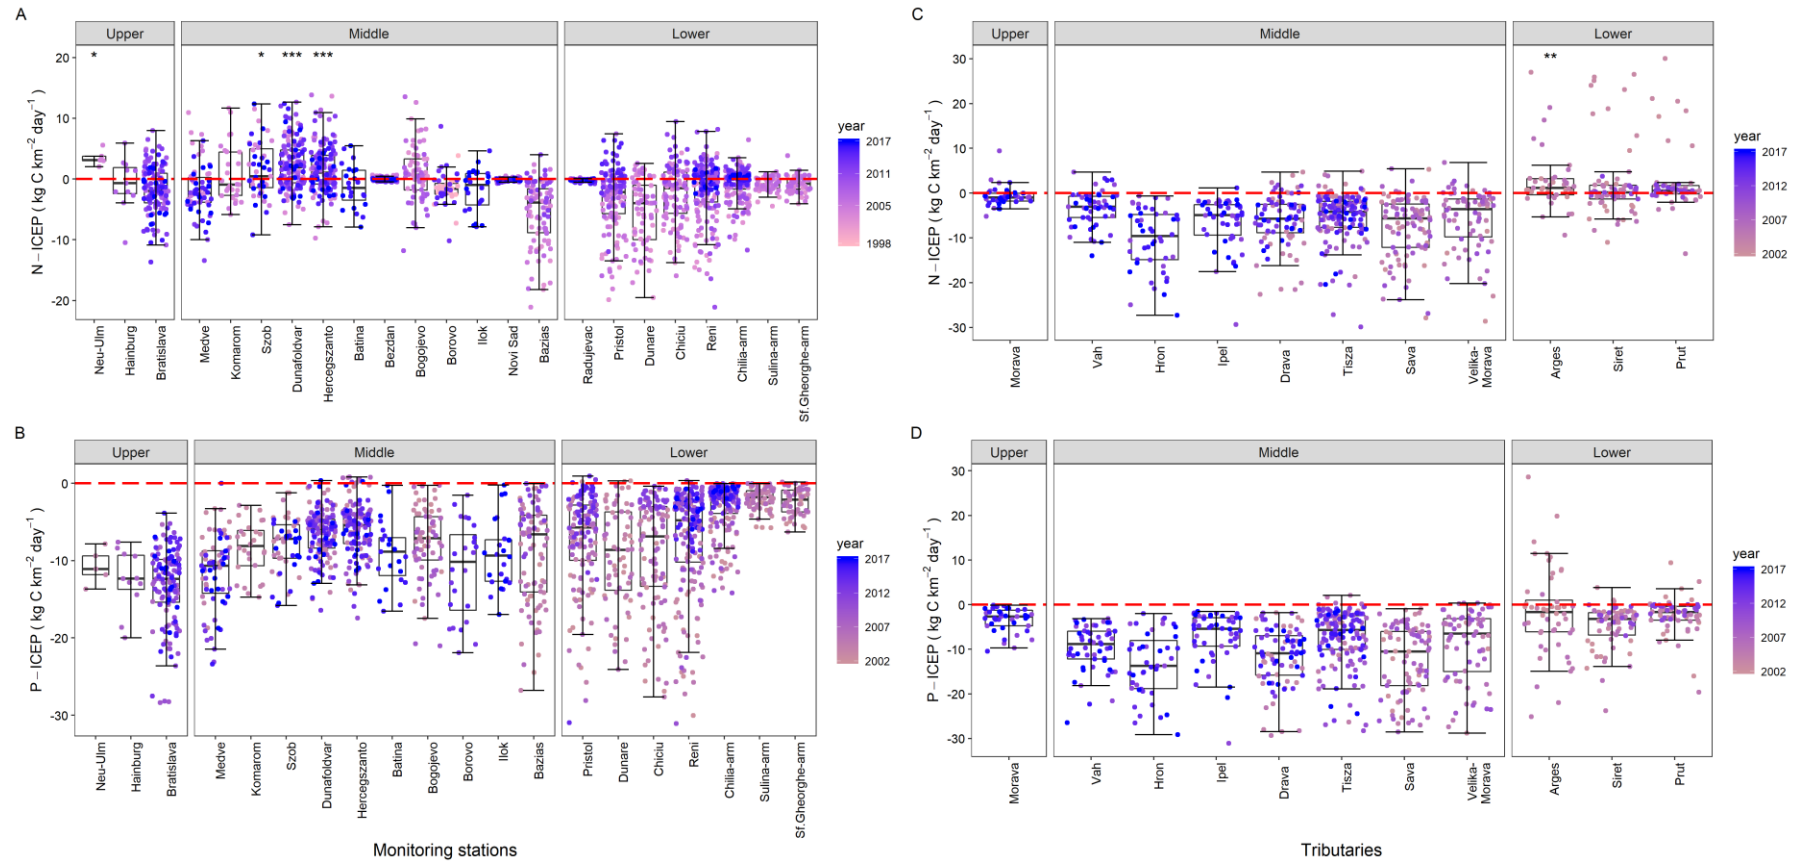 A
Upper
Middle
Lower
* * *** ***
20
10
0
-10
-20
N – ICEP ( kg C km⁻² day⁻¹ )
Neu-Ulm
Hainburg
Bratislava
Medve
Komarom
Szob
Dunafoldvar
Hercegszanto
Batina
Bezdan
Bogojevo
Borovo
Ilok
Novi Sad
Bazias
Radujevac
Pristol
Dunare
Chiciu
Reni
Chilia-arm
Sulina-arm
Sf.Gheorghe-arm
year
2017
2011
2005
1998
B
Upper
Middle
Lower
0
-10
-20
-30
P – ICEP ( kg C km⁻² day⁻¹ )
Neu-Ulm
Hainburg
Bratislava
Medve
Komarom
Szob
Dunafoldvar
Hercegszanto
Batina
Bogojevo
Borovo
Ilok
Bazias
Pristol
Dunare
Chiciu
Reni
Chilia-arm
Sulina-arm
Sf.Gheorghe-arm
year
2017
2012
2007
2002
Monitoring stations
C
Upper
Middle
Lower
**
30
20
10
0
-10
-20
-30
N – ICEP ( kg C km⁻² day⁻¹ )
Morava
Vah
Hron
Ipel
Drava
Tisza
Sava
Velika-
Morava
Arges
Siret
Prut
year
2017
2012
2007
2002
D
Upper
Middle
Lower
30
20
10
0
-10
-20
-30
P – ICEP ( kg C km⁻² day⁻¹ )
Morava
Vah
Hron
Ipel
Drava
Tisza
Sava
Velika-
Morava
Arges
Siret
Prut
year
2017
2012
2007
2002
Tributaries